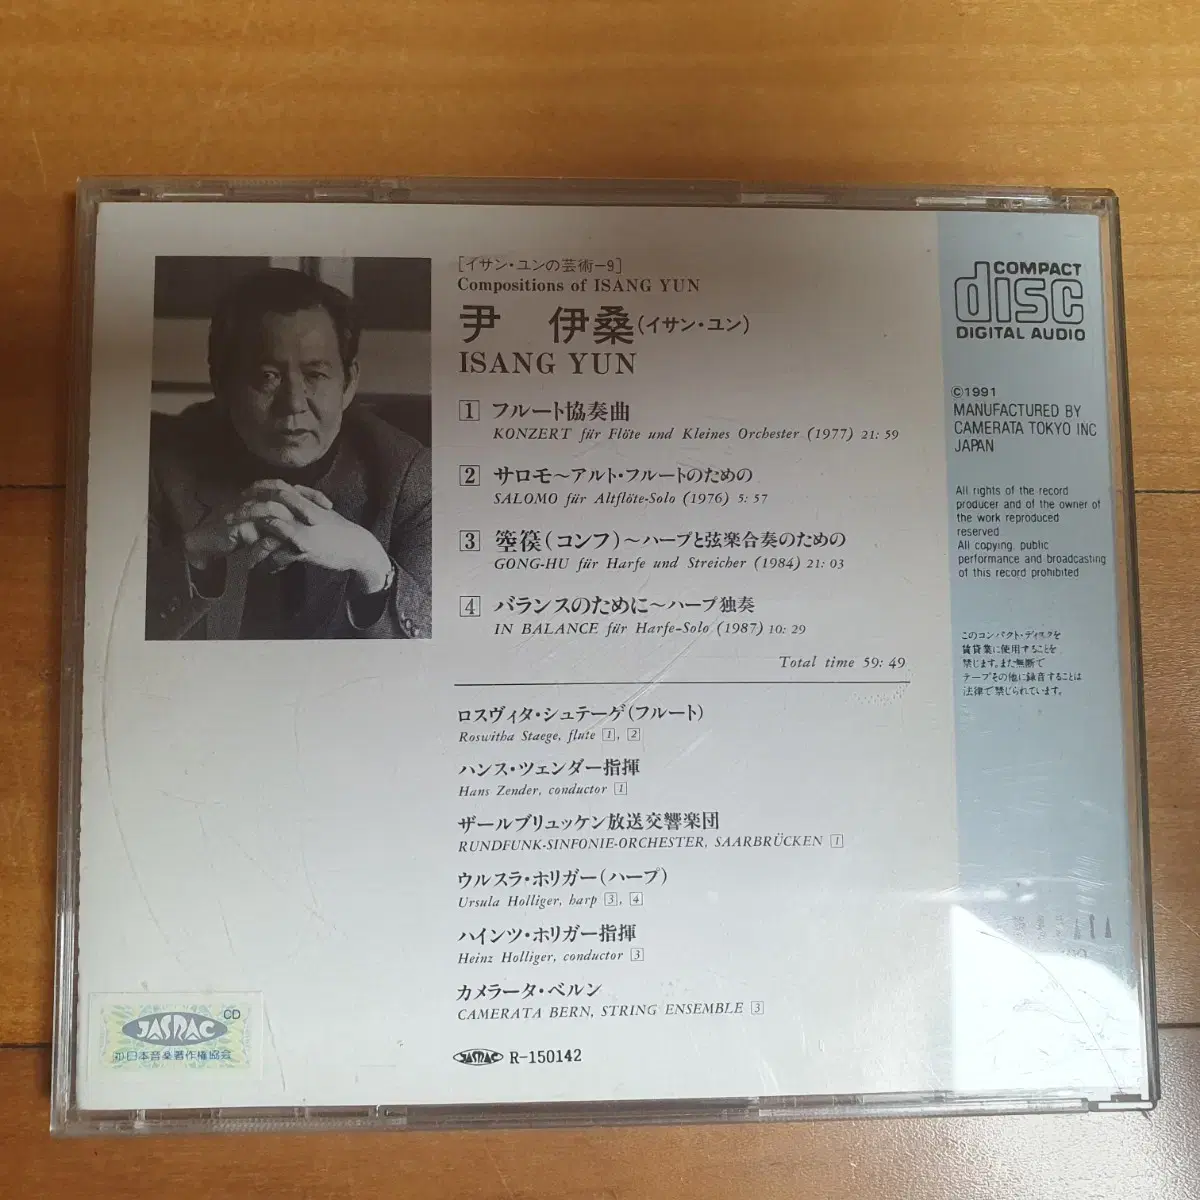 [イサン・ユンの芸術–9]
Compositions of ISANG YUN
尹 伊桑(イサン・ユン)
ISANG YUN
1 フルート協奏曲
KONZERT für Flöte und Kleines Orchester (1977) 21: 59
2 サロモ~アルト・フルートのための
SALOMO für Altflöte-Solo (1976) 5: 57
3 箜篌(コンフ)~ハープと弦楽合奏のための
GONG-HU für Harfe und Streicher (1984) 21: 03
4 バランスのために~ハープ独奏
IN BALANCE für Harfe-Solo (1987) 10: 29
Total time 59: 49
ロスヴィタ・シュテーゲ(フルート)
Roswitha Staege, flute 1, 2
ハンス・ツェンダー指揮
Hans Zender, conductor 1
ザールブリュッケン放送交響楽団
RUNDFUNK-SINFONIE-ORCHESTER, SAARBRÜCKEN 1
ウルスラ・ホリガー(ハープ)
Ursula Holliger, harp 3, 4
ハインツ・ホリガー指揮
Heinz Holliger, conductor 3
カメラータ・ベルン
CAMERATA BERN, STRING ENSEMBLE 3
JASRAC R-150142
JASRAC CD
日本音楽著作権協会
COMPACT
disc
DIGITAL AUDIO
©1991
MANUFACTURED BY
CAMERATA TOKYO INC
JAPAN
All rights of the record
producer and of the owner of
the work reproduced
reserved
All copying, public
performance and broadcasting
of this record prohibited
このコンパクト・ディスクを
賃貸業に使用することを
禁じます。また無断で
テープその他に録音することは
法律で禁じられています。